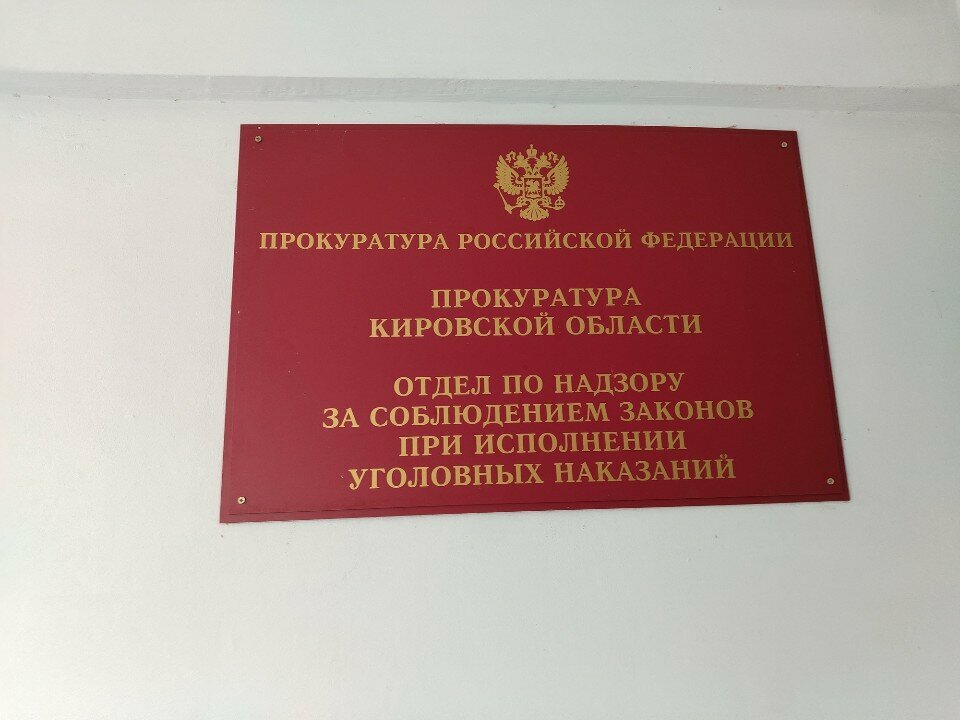 ПРОКУРАТУРА РОССИЙСКОЙ ФЕДЕРАЦИИ
ПРОКУРАТУРА
КИРОВСКОЙ ОБЛАСТИ
ОТДЕЛ ПО НАДЗОРУ
ЗА СОБЛЮДЕНИЕМ ЗАКОНОВ
ПРИ ИСПОЛНЕНИИ
УГОЛОВНЫХ НАКАЗАНИЙ